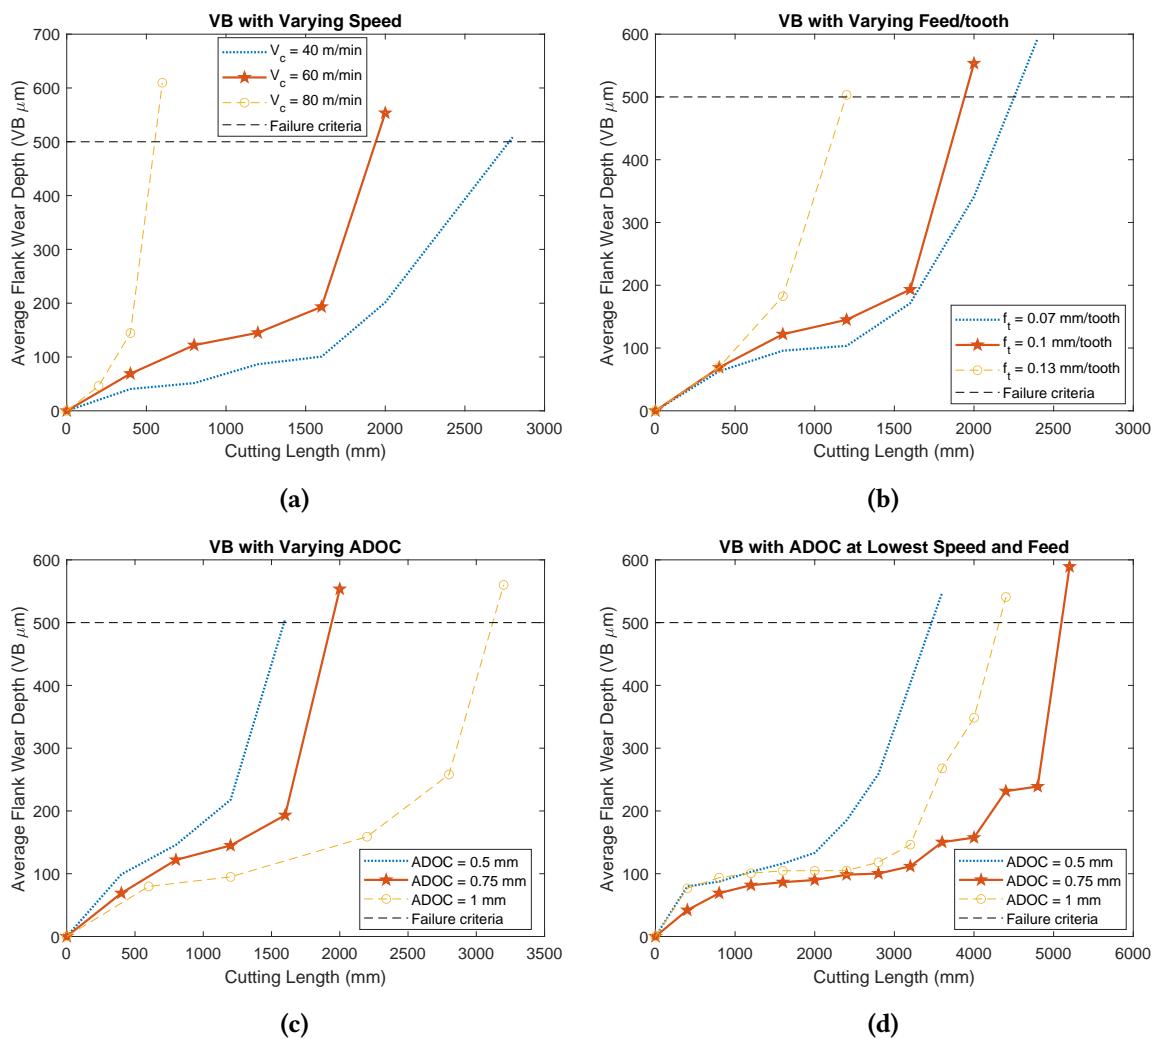 VB with Varying Speed
700
600
500
400
300
200
100
0
Average Flank Wear Depth (VB μm)
V_c = 40 m/min
V_c = 60 m/min
V_c = 80 m/min
Failure criteria
0 500 1000 1500 2000 2500 3000
Cutting Length (mm)
(a)
VB with Varying Feed/tooth
600
500
400
300
200
100
0
Average Flank Wear Depth (VB μm)
f_t = 0.07 mm/tooth
f_t = 0.1 mm/tooth
f_t = 0.13 mm/tooth
Failure criteria
0 500 1000 1500 2000 2500 3000
Cutting Length (mm)
(b)
VB with Varying ADOC
600
500
400
300
200
100
0
Average Flank Wear Depth (VB μm)
ADOC = 0.5 mm
ADOC = 0.75 mm
ADOC = 1 mm
Failure criteria
0 500 1000 1500 2000 2500 3000 3500
Cutting Length (mm)
(c)
VB with ADOC at Lowest Speed and Feed
600
500
400
300
200
100
0
Average Flank Wear Depth (VB μm)
ADOC = 0.5 mm
ADOC = 0.75 mm
ADOC = 1 mm
Failure criteria
0 1000 2000 3000 4000 5000 6000
Cutting Length (mm)
(d)